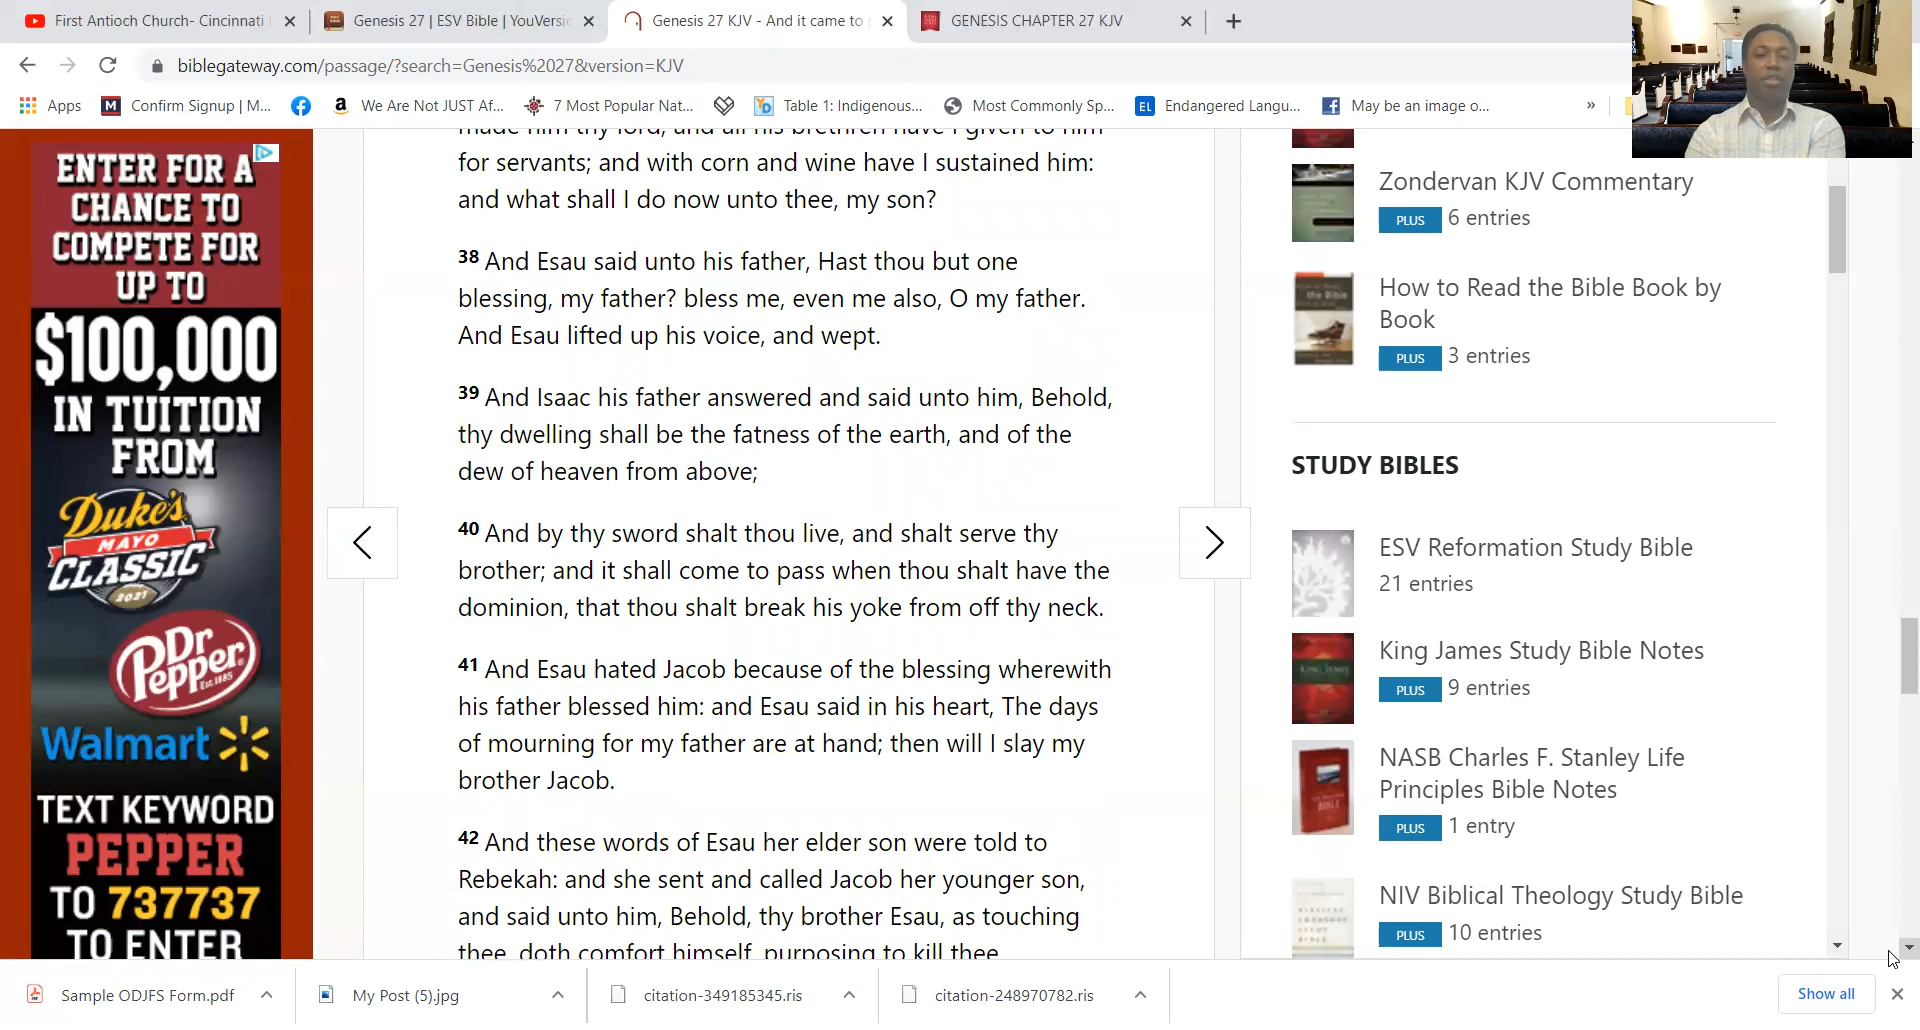 First Antioch Church- Cincinnati
Genesis 27 | ESV Bible | YouVersi
Genesis 27 KJV - And it came to
GENESIS CHAPTER 27 KJV
biblegateway.com/passage/?search=Genesis%2027&version=KJV
Apps
Confirm Signup | M...
We Are Not JUST Af...
7 Most Popular Nat...
Table 1: Indigenous...
Most Commonly Sp...
EL
Endangered Langu...
May be an image o...
»
ENTER FOR A
CHANCE TO
COMPETE FOR
UP TO
$100,000
IN TUITION
FROM
Duke's
MAYO
CLASSIC
2021
Dr
Pepper
Est. 1885
Walmart
TEXT KEYWORD
PEPPER
TO 737737
TO ENTER
made him thy lord, and all his brethren have I given to him
for servants; and with corn and wine have I sustained him:
and what shall I do now unto thee, my son?
38 And Esau said unto his father, Hast thou but one
blessing, my father? bless me, even me also, O my father.
And Esau lifted up his voice, and wept.
39 And Isaac his father answered and said unto him, Behold,
thy dwelling shall be the fatness of the earth, and of the
dew of heaven from above;
40 And by thy sword shalt thou live, and shalt serve thy
brother; and it shall come to pass when thou shalt have the
dominion, that thou shalt break his yoke from off thy neck.
41 And Esau hated Jacob because of the blessing wherewith
his father blessed him: and Esau said in his heart, The days
of mourning for my father are at hand; then will I slay my
brother Jacob.
42 And these words of Esau her elder son were told to
Rebekah: and she sent and called Jacob her younger son,
and said unto him, Behold, thy brother Esau, as touching
thee, doth comfort himself, purposing to kill thee
Zondervan KJV Commentary
PLUS 6 entries
How to Read the Bible Book by
Book
PLUS 3 entries
STUDY BIBLES
ESV Reformation Study Bible
21 entries
King James Study Bible Notes
PLUS 9 entries
NASB Charles F. Stanley Life
Principles Bible Notes
PLUS 1 entry
NIV Biblical Theology Study Bible
PLUS 10 entries
Sample ODJFS Form.pdf
My Post (5).jpg
citation-349185345.ris
citation-248970782.ris
Show all